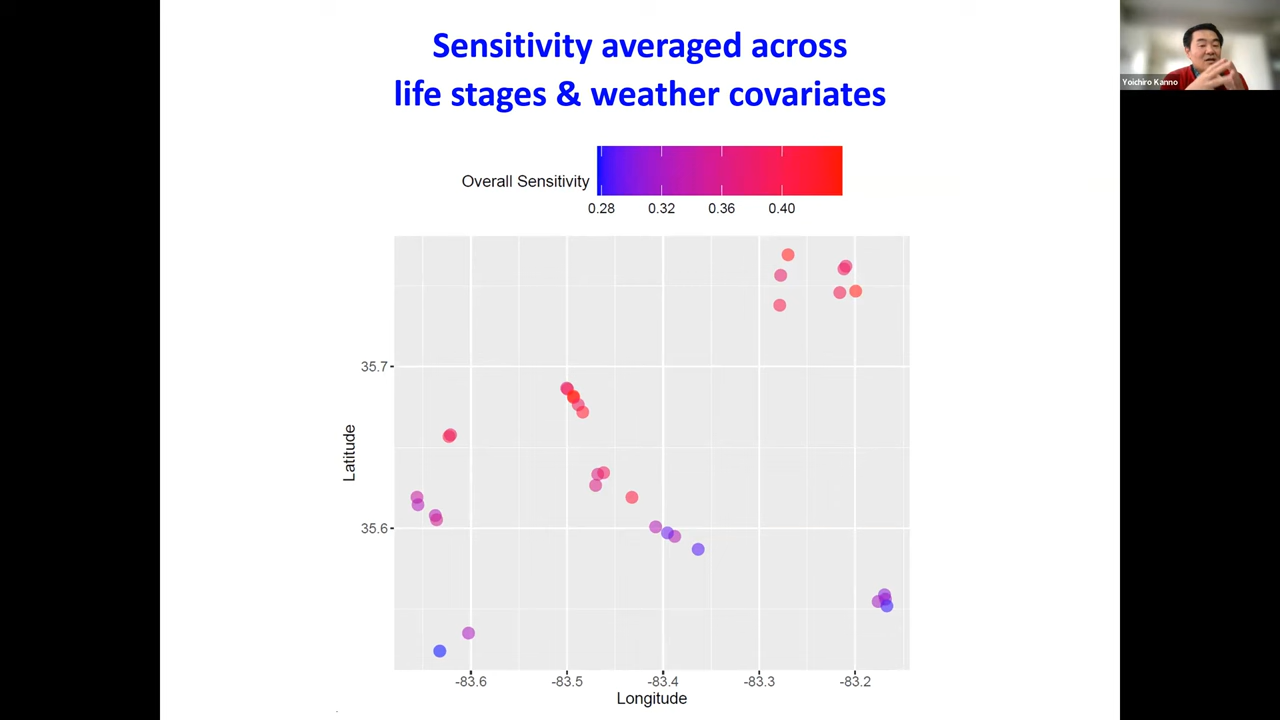 Sensitivity averaged across
life stages & weather covariates
Yoichiro Kanno
Overall Sensitivity
0.28 0.32 0.36 0.40
35.7
35.6
Latitude
-83.6 -83.5 -83.4 -83.3 -83.2
Longitude